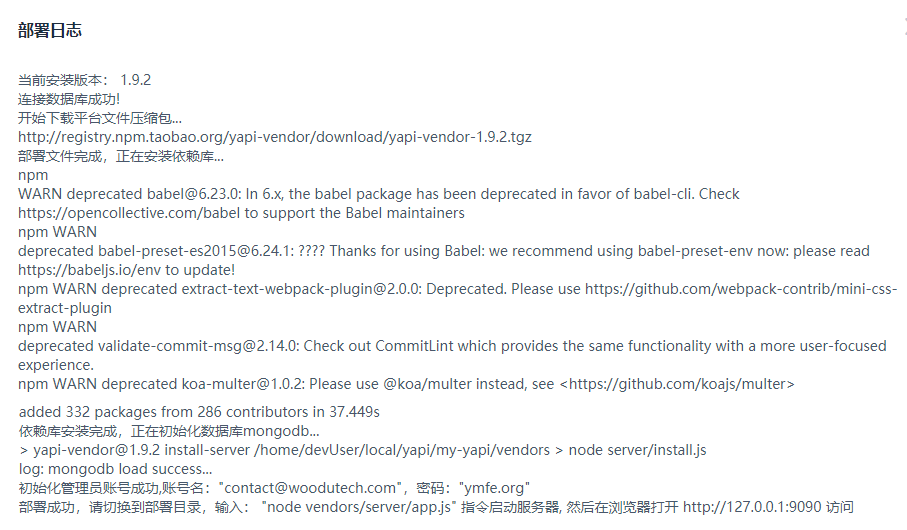 部署日志
当前安装版本： 1.9.2
连接数据库成功!
开始下载平台文件压缩包...
http://registry.npm.taobao.org/yapi-vendor/download/yapi-vendor-1.9.2.tgz
部署文件完成，正在安装依赖库...
npm
WARN deprecated babel@6.23.0: In 6.x, the babel package has been deprecated in favor of babel-cli. Check
https://opencollective.com/babel to support the Babel maintainers
npm WARN
deprecated babel-preset-es2015@6.24.1: ???? Thanks for using Babel: we recommend using babel-preset-env now: please read
https://babeljs.io/env to update!
npm WARN deprecated extract-text-webpack-plugin@2.0.0: Deprecated. Please use https://github.com/webpack-contrib/mini-css-
extract-plugin
npm WARN
deprecated validate-commit-msg@2.14.0: Check out CommitLint which provides the same functionality with a more user-focused
experience.
npm WARN deprecated koa-multer@1.0.2: Please use @koa/multer instead, see <https://github.com/koajs/multer>
added 332 packages from 286 contributors in 37.449s
依赖库安装完成，正在初始化数据库mongodb...
> yapi-vendor@1.9.2 install-server /home/devUser/local/yapi/my-yapi/vendors > node server/install.js
log: mongodb load success...
初始化管理员账号成功,账号名："contact@woodutech.com"，密码："ymfe.org"
部署成功，请切换到部署目录，输入： "node vendors/server/app.js" 指令启动服务器, 然后在浏览器打开 http://127.0.0.1:9090 访问